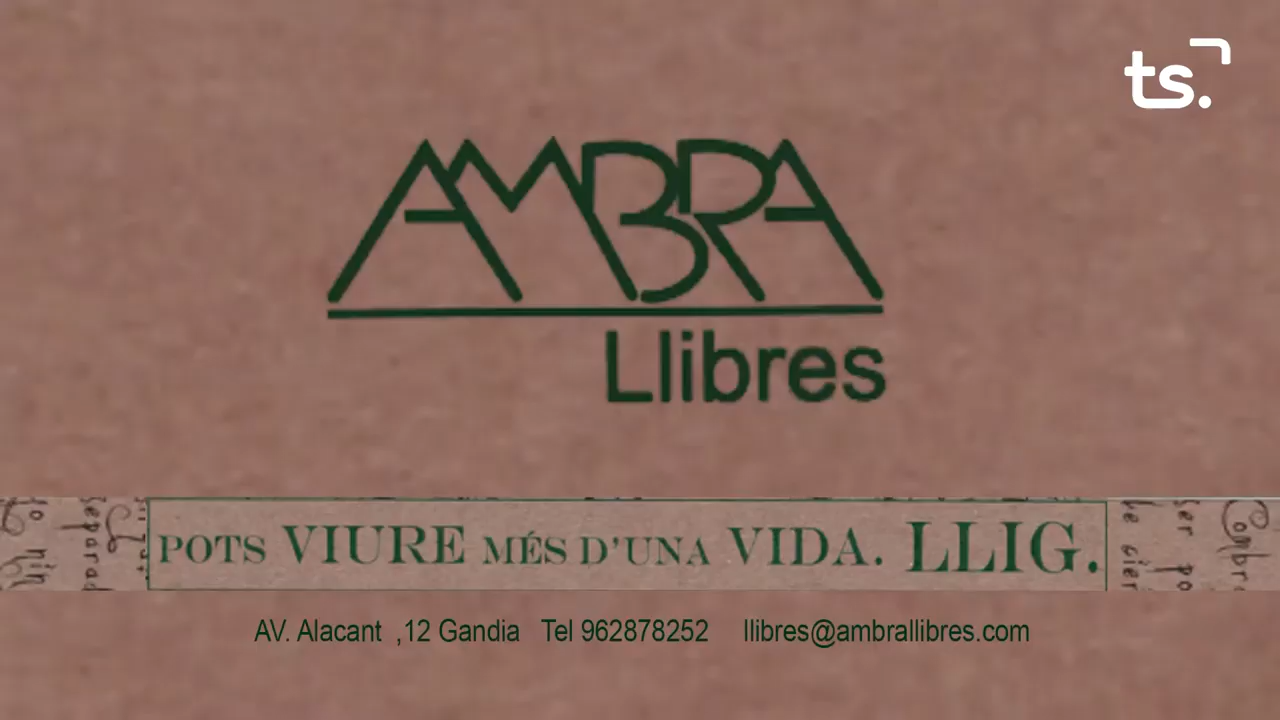 ts.
AMBRA
Llibres
POTS VIURE MÉS D'UNA VIDA. LLIG.
AV. Alacant ,12 Gandia Tel 962878252 llibres@ambrallibres.com